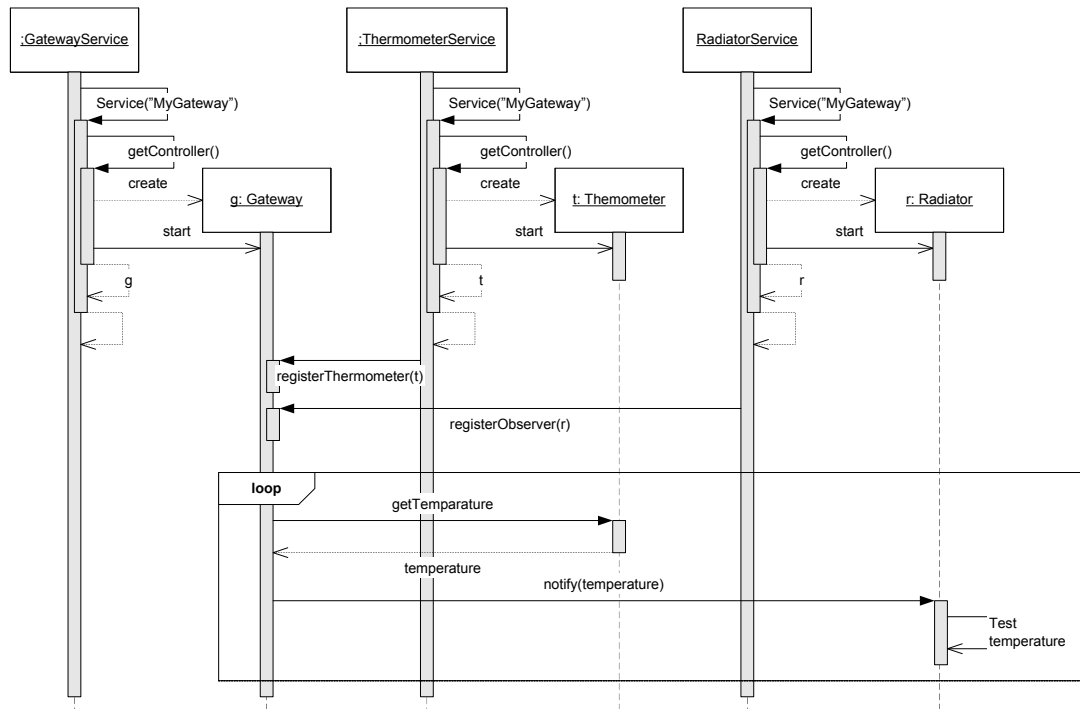 :GatewayService
:ThermometerService
RadiatorService
Service("MyGateway")
Service("MyGateway")
Service("MyGateway")
getController()
getController()
getController()
create
create
create
g: Gateway
t: Themometer
r: Radiator
start
start
start
g
t
r
registerThermometer(t)
registerObserver(r)
loop
getTemparature
temperature
notify(temperature)
Test
temperature